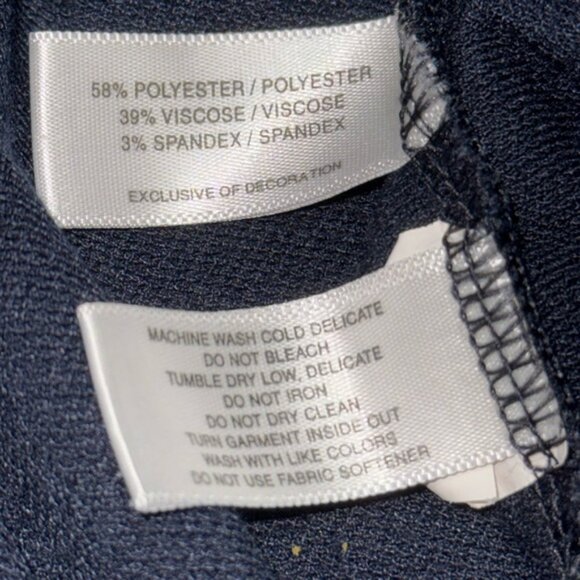 58% POLYESTER / POLYESTER
39% VISCOSE / VISCOSE
3% SPANDEX / SPANDEX
EXCLUSIVE OF DECORATION
MACHINE WASH COLD DELICATE
DO NOT BLEACH
TUMBLE DRY LOW, DELICATE
DO NOT IRON
DO NOT DRY CLEAN
TURN GARMENT INSIDE OUT
WASH WITH LIKE COLORS
DO NOT USE FABRIC SOFTENER